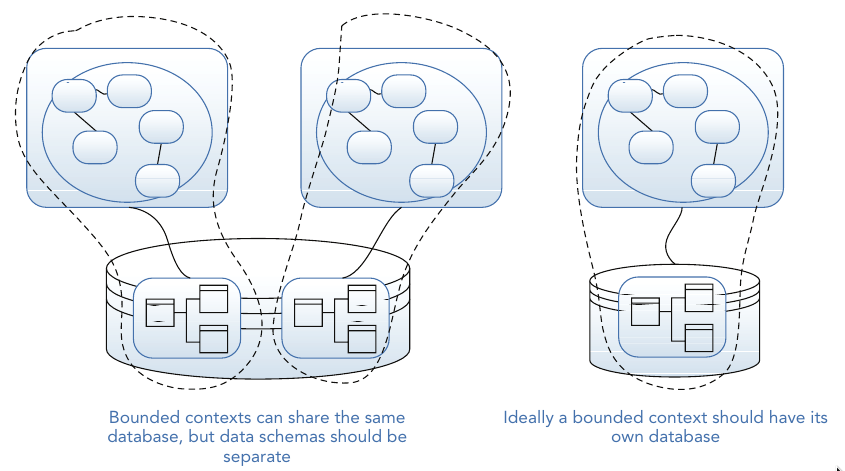 Bounded contexts can share the same
database, but data schemas should be
separate
Ideally a bounded context should have its
own database